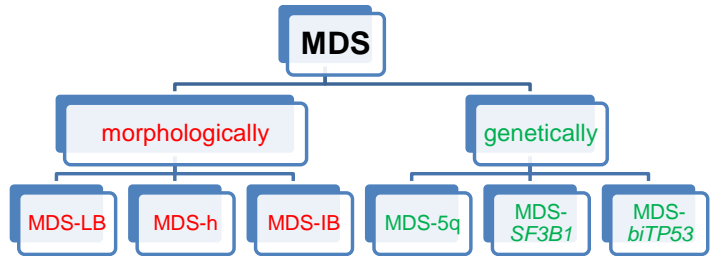 MDS
morphologically
genetically
MDS-LB
MDS-h
MDS-IB
MDS-5q
MDS-
SF3B1
MDS-
biTP53